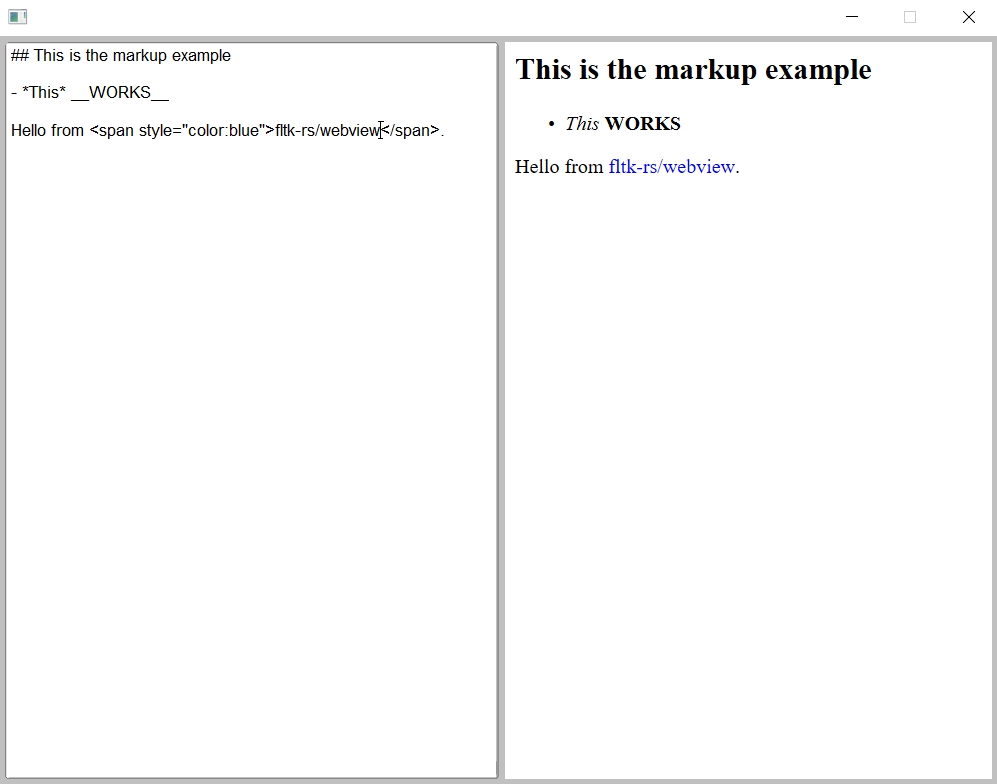 ## This is the markup example
- *This* __WORKS__
Hello from <span style="color:blue">fltk-rs/webview</span>.
This is the markup example
• This WORKS
Hello from fltk-rs/webview.